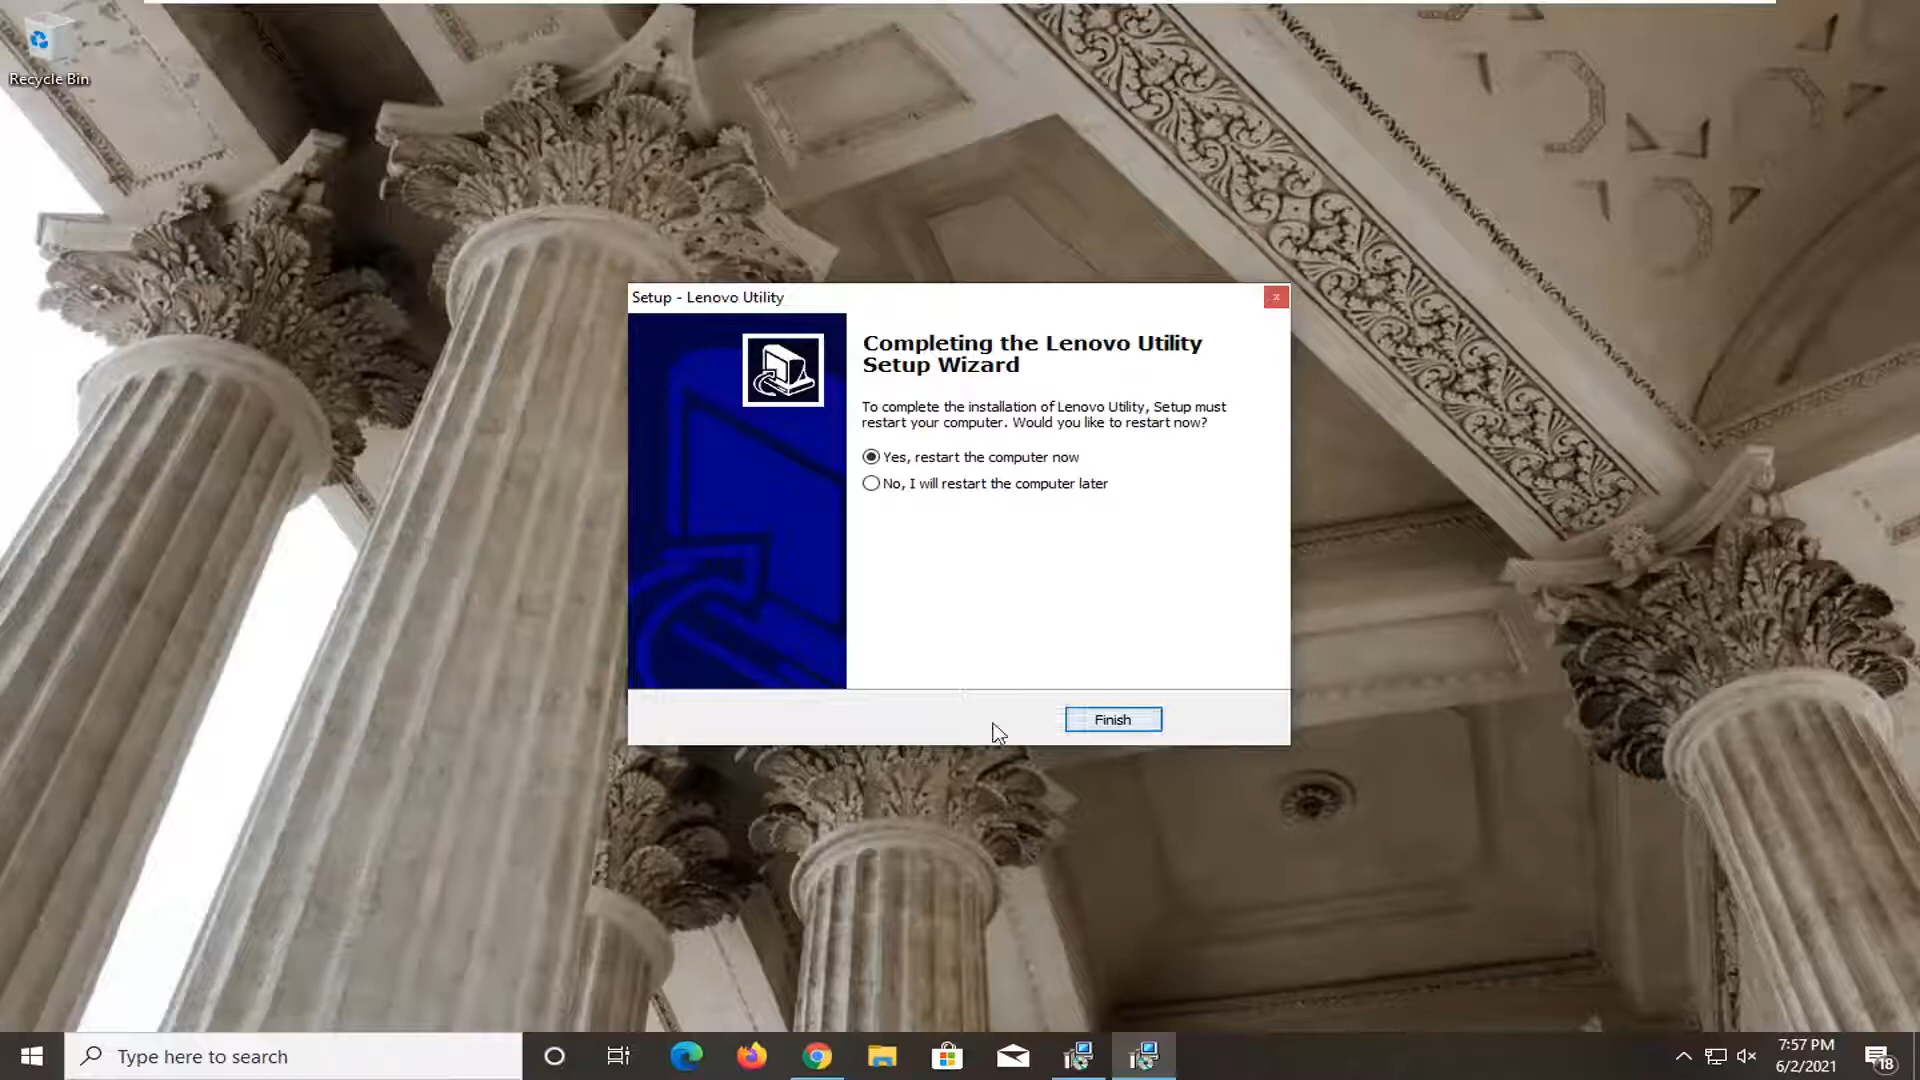 Recycle Bin
Setup - Lenovo Utility
x
Completing the Lenovo Utility
Setup Wizard
To complete the installation of Lenovo Utility, Setup must
restart your computer. Would you like to restart now?
Yes, restart the computer now
No, I will restart the computer later
Finish
Type here to search
7:57 PM
6/2/2021
18